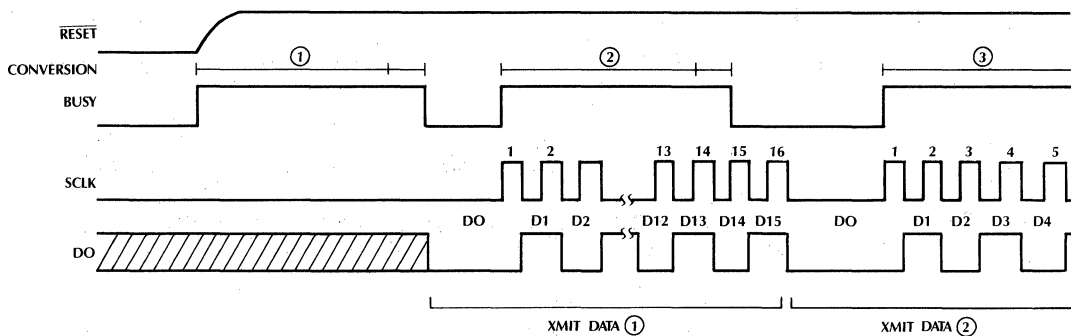 RESET
CONVERSION ① ② ③
BUSY
1 2 13 14 15 16 1 2 3 4 5
SCLK
DO D1 D2 D12 D13 D14 D15 DO D1 D2 D3 D4
DO
XMIT DATA ① XMIT DATA ②